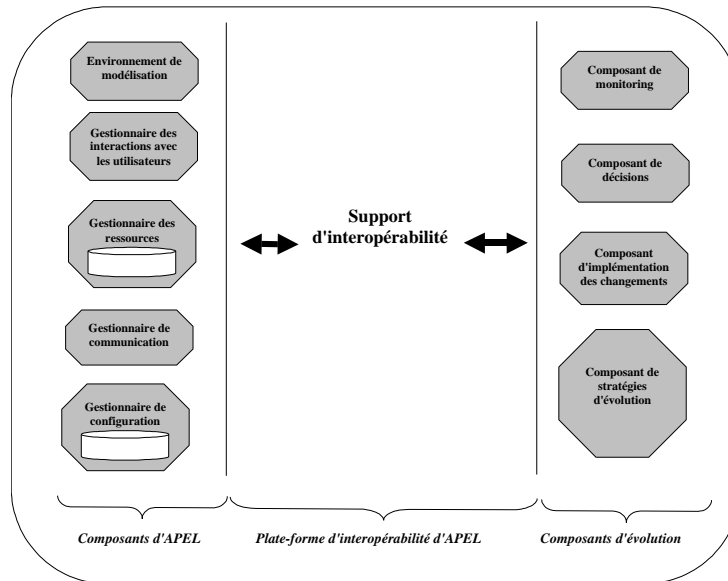 Environnement de
modélisation
Gestionnaire des
interactions avec
les utilisateurs
Gestionnaire des
ressources
Gestionnaire de
communication
Gestionnaire de
configuration
Support
d'interopérabilité
Composant de
monitoring
Composant de
décisions
Composant
d'implémentation
des changements
Composant de
stratégies
d'évolution
Composants d'APEL
Plate-forme d'interopérabilité d'APEL
Composants d'évolution